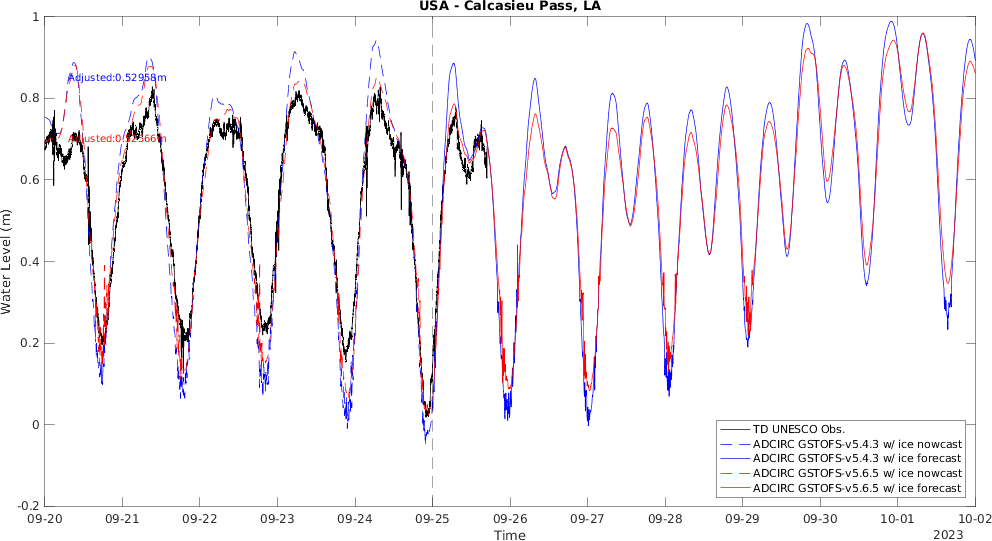 USA - Calcasieu Pass, LA
Water Level (m)
1
0.8
0.6
0.4
0.2
0
-0.2
Adjusted:0.52958m
TD UNESCO Obs.
ADCIRC GSTOFS-v5.4.3 w/ ice nowcast
ADCIRC GSTOFS-v5.4.3 w/ ice forecast
ADCIRC GSTOFS-v5.6.5 w/ ice nowcast
ADCIRC GSTOFS-v5.6.5 w/ ice forecast
09-20 09-21 09-22 09-23 09-24 09-25 09-26 09-27 09-28 09-29 09-30 10-01 10-02
Time
2023